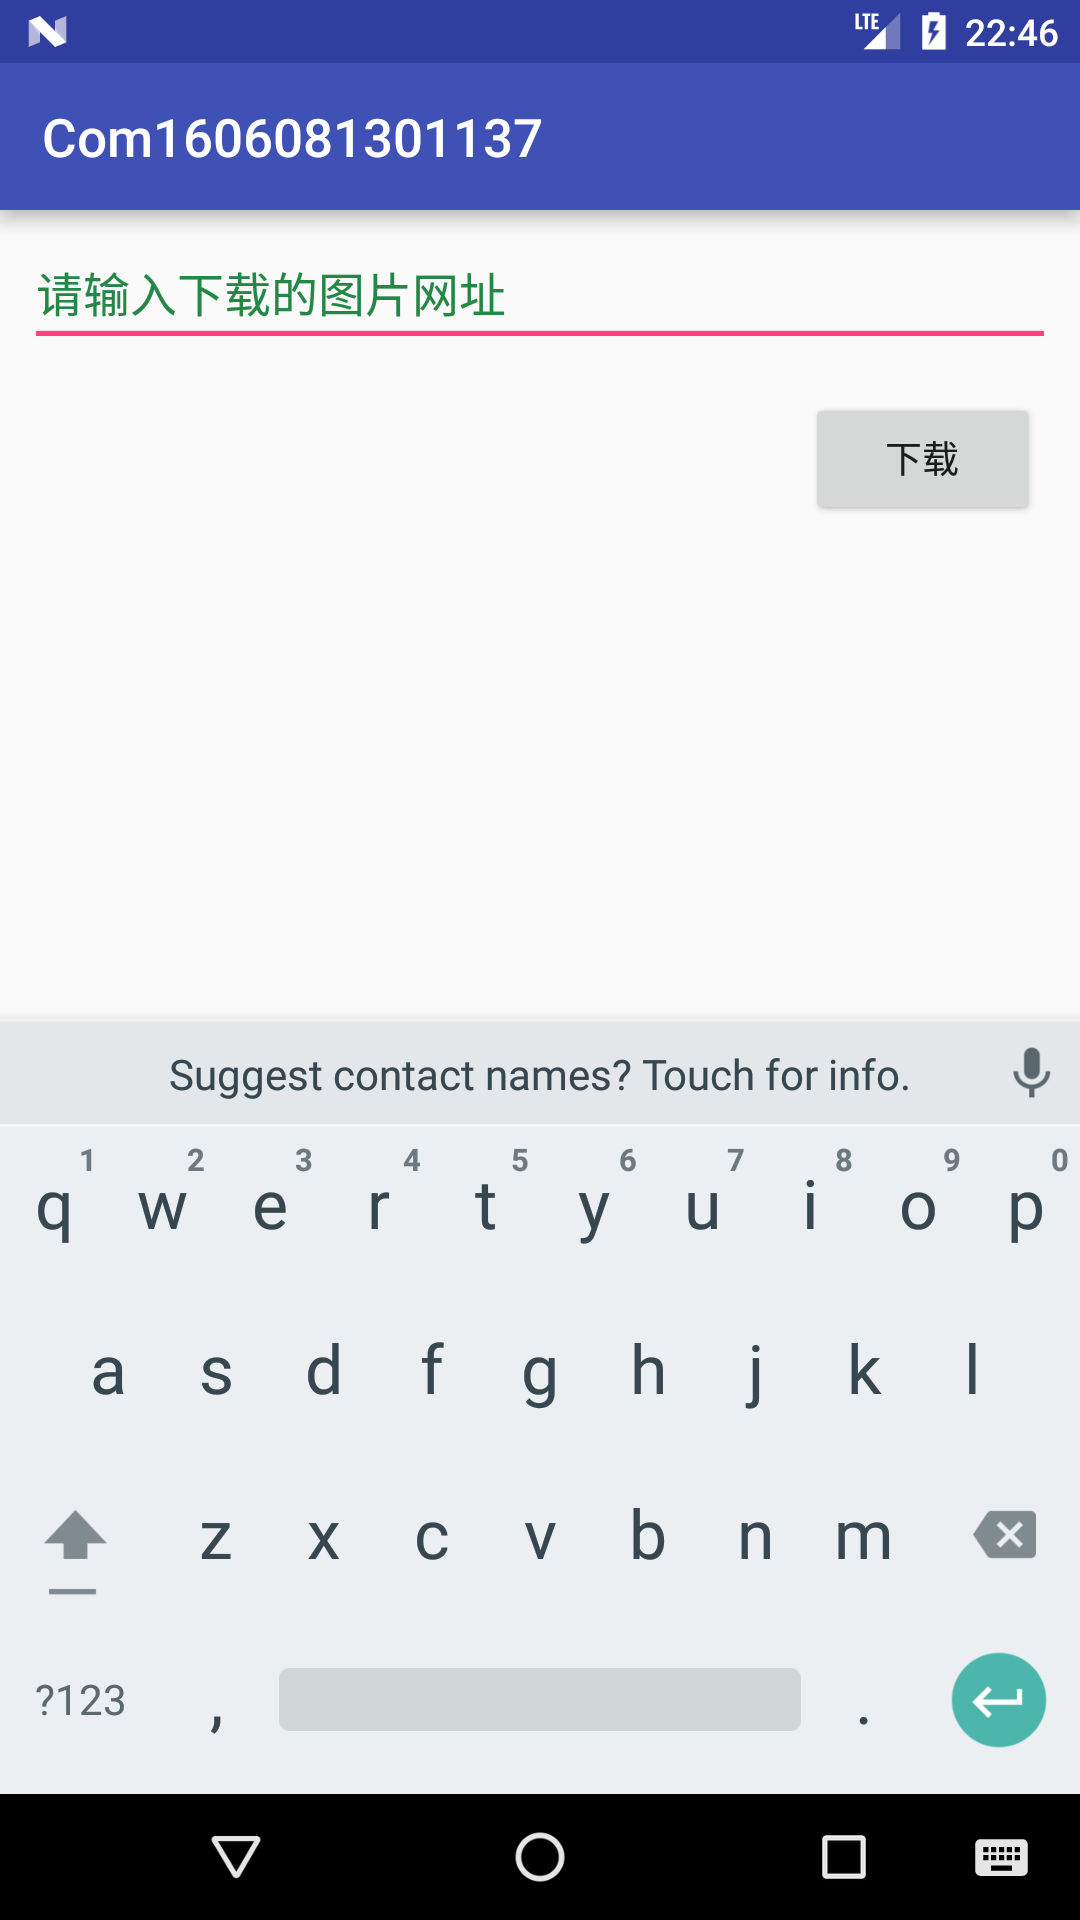 LTE 22:46
Com1606081301137
请输入下载的图片网址
下载
Suggest contact names? Touch for info.
1 2 3 4 5 6 7 8 9 0
q w e r t y u i o p
a s d f g h j k l
z x c v b n m
?123 , .